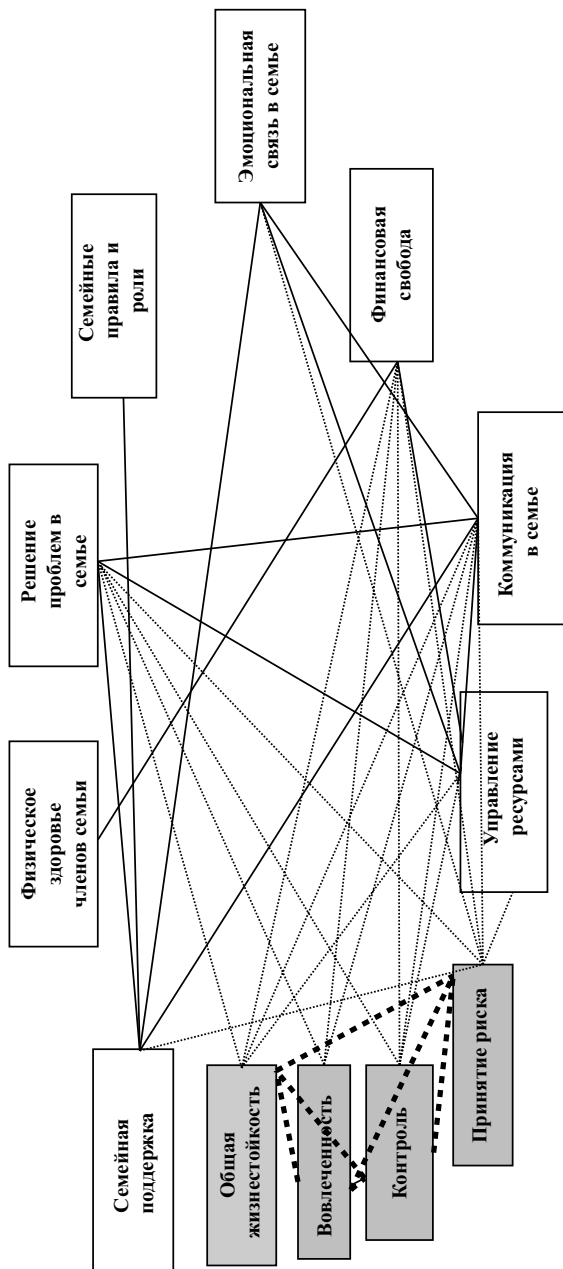 Семейная
поддержка
Физическое
здоровье
членов семьи
Решение
проблем в
семье
Семейные
правила и
роли
Эмоциональная
связь в семье
Финансовая
свобода
Коммуникация
в семье
Управление
ресурсами
Общая
жизнестойкость
Вовлеченность
Контроль
Принятие риска